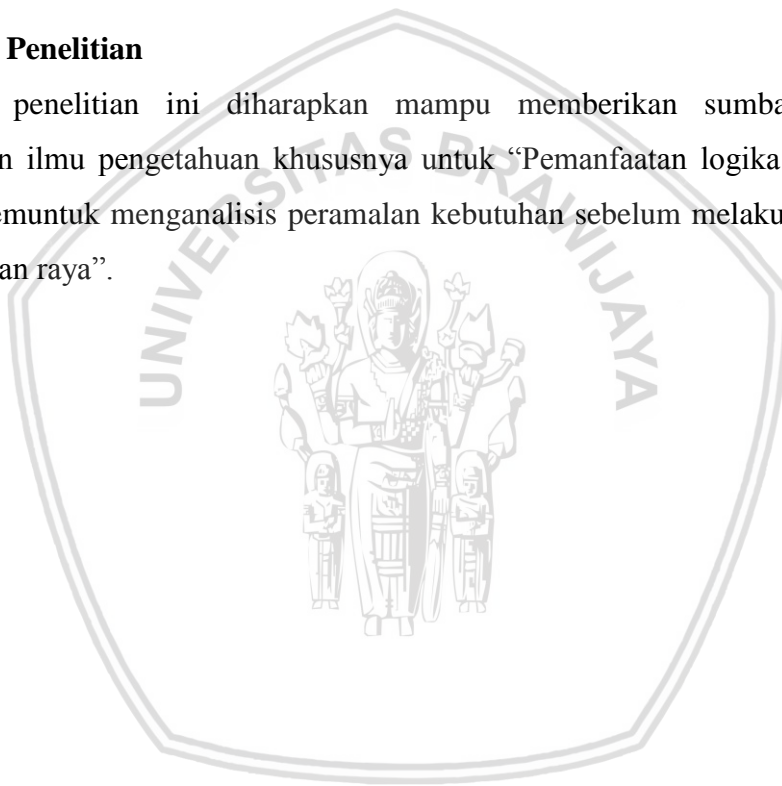 Penelitian
penelitian ini diharapkan mampu memberikan sumba
n ilmu pengetahuan khususnya untuk “Pemanfaatan logika
emuntuk menganalisis peramalan kebutuhan sebelum melaku
an raya”.
UNIVERSITAS BRAWIJAYA